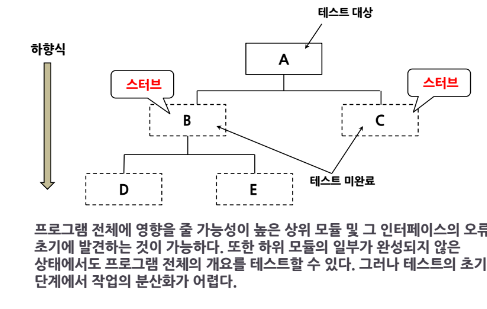 테스트 대상
하향식
A
스터브
스터브
B
C
테스트 미완료
D
E
프로그램 전체에 영향을 줄 가능성이 높은 상위 모듈 및 그 인터페이스의 오류
초기에 발견하는 것이 가능하다. 또한 하위 모듈의 일부가 완성되지 않은
상태에서도 프로그램 전체의 개요를 테스트할 수 있다. 그러나 테스트의 초기
단계에서 작업의 분산화가 어렵다.